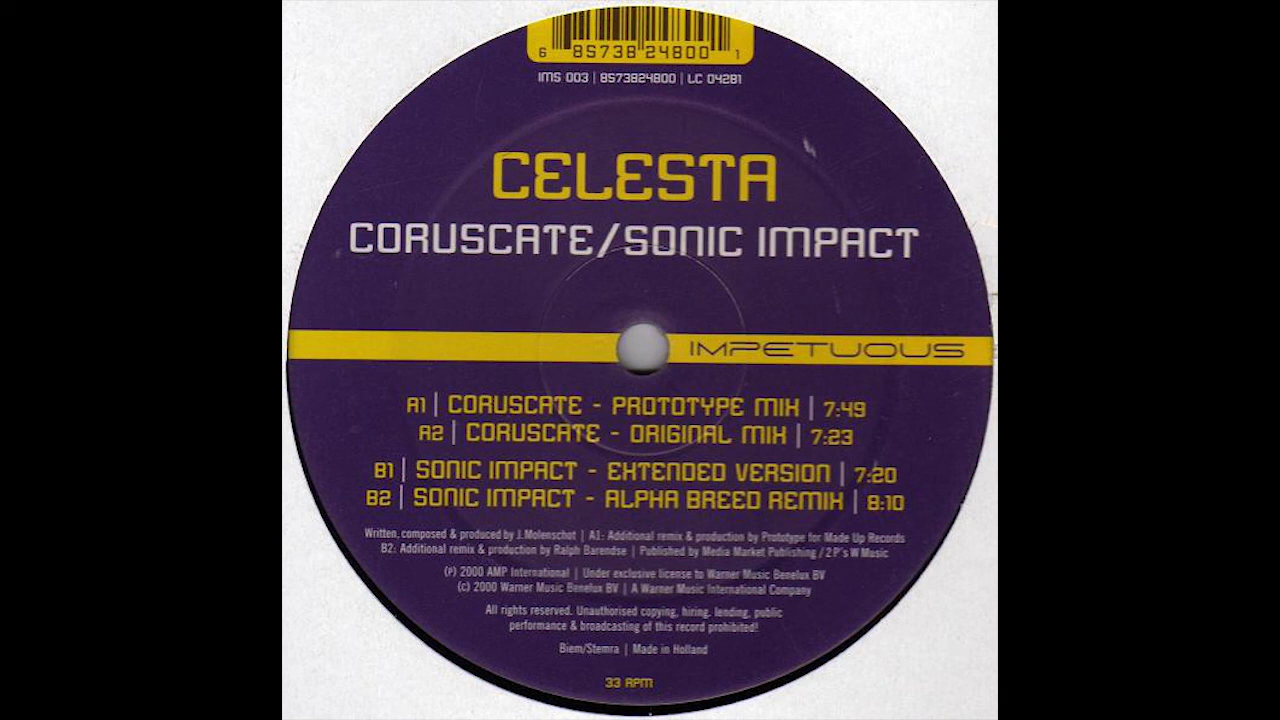 6 85738 24800 1
IMS 003 | 8573824800 | LC 04281
CELESTA
CORUSCATE/SONIC IMPACT
IMPETUOUS
A1 | CORUSCATE - PROTOTYPE MIX | 7:49
A2 | CORUSCATE - ORIGINAL MIX | 7:23
B1 | SONIC IMPACT - EXTENDED VERSION | 7:20
B2 | SONIC IMPACT - ALPHA BREED REMIX | 8:10
Written, composed & produced by J.Molenschot | A1: Additional remix & production by Prototype for Made Up Records
B2: Additional remix & production by Ralph Barendse | Published by Media Market Publishing / 2 P's W Music
(P) 2000 AMP International | Under exclusive license to Warner Music Benelux BV
(c) 2000 Warner Music Benelux BV | A Warner Music International Company
All rights reserved. Unauthorised copying, hiring, lending, public
performance & broadcasting of this record prohibited!
Biem/Stemra | Made in Holland
33 RPM